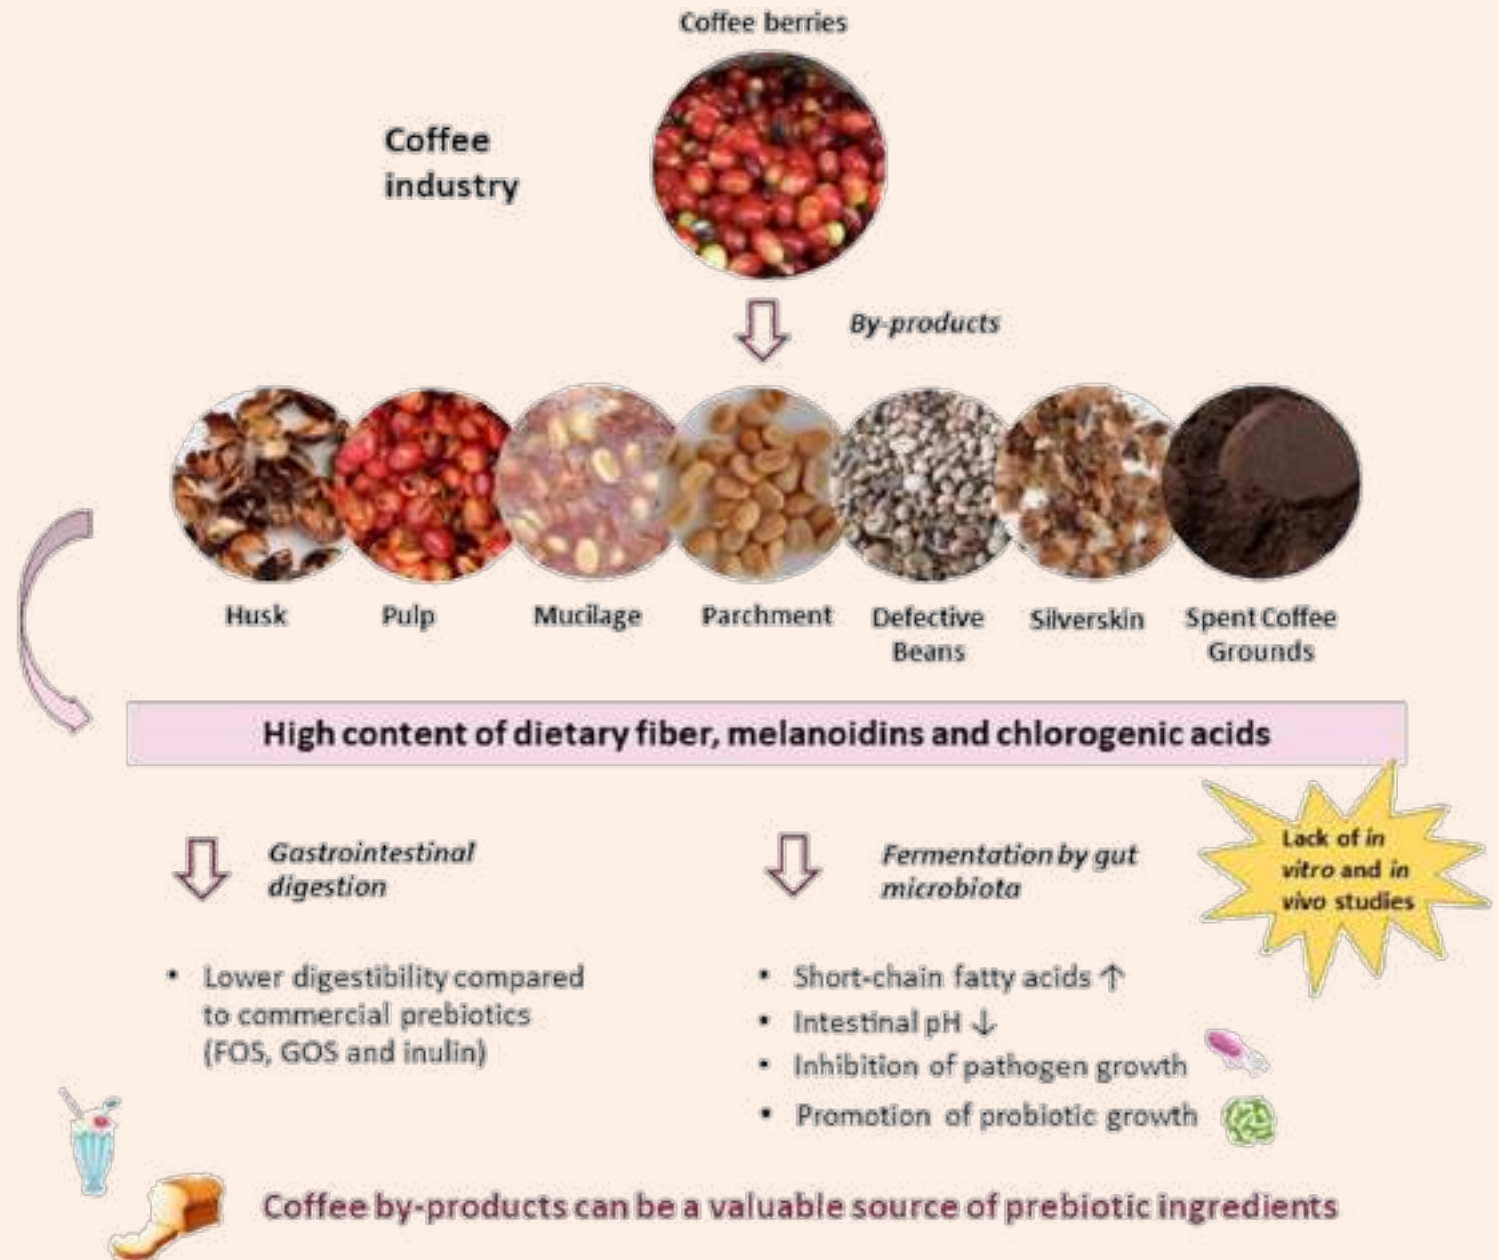 Coffee berries
Coffee
industry
By-products
Husk
Pulp
Mucilage
Parchment
Defective
Beans
Silverskin
Spent Coffee
Grounds
High content of dietary fiber, melanoidins and chlorogenic acids
Gastrointestinal
digestion
Fermentation by gut
microbiota
Lack of in
vitro and in
vivo studies
• Lower digestibility compared
to commercial prebiotics
(FOS, GOS and inulin)
• Short-chain fatty acids ↑
• Intestinal pH ↓
• Inhibition of pathogen growth
• Promotion of probiotic growth
Coffee by-products can be a valuable source of prebiotic ingredients